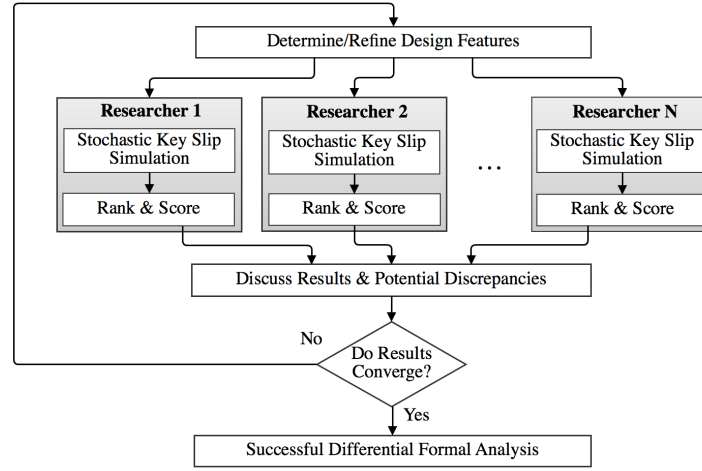 Determine/Refine Design Features
Researcher 1
Stochastic Key Slip
Simulation
Rank & Score
Researcher 2
Stochastic Key Slip
Simulation
Rank & Score
...
Researcher N
Stochastic Key Slip
Simulation
Rank & Score
Discuss Results & Potential Discrepancies
No
Do Results
Converge?
Yes
Successful Differential Formal Analysis